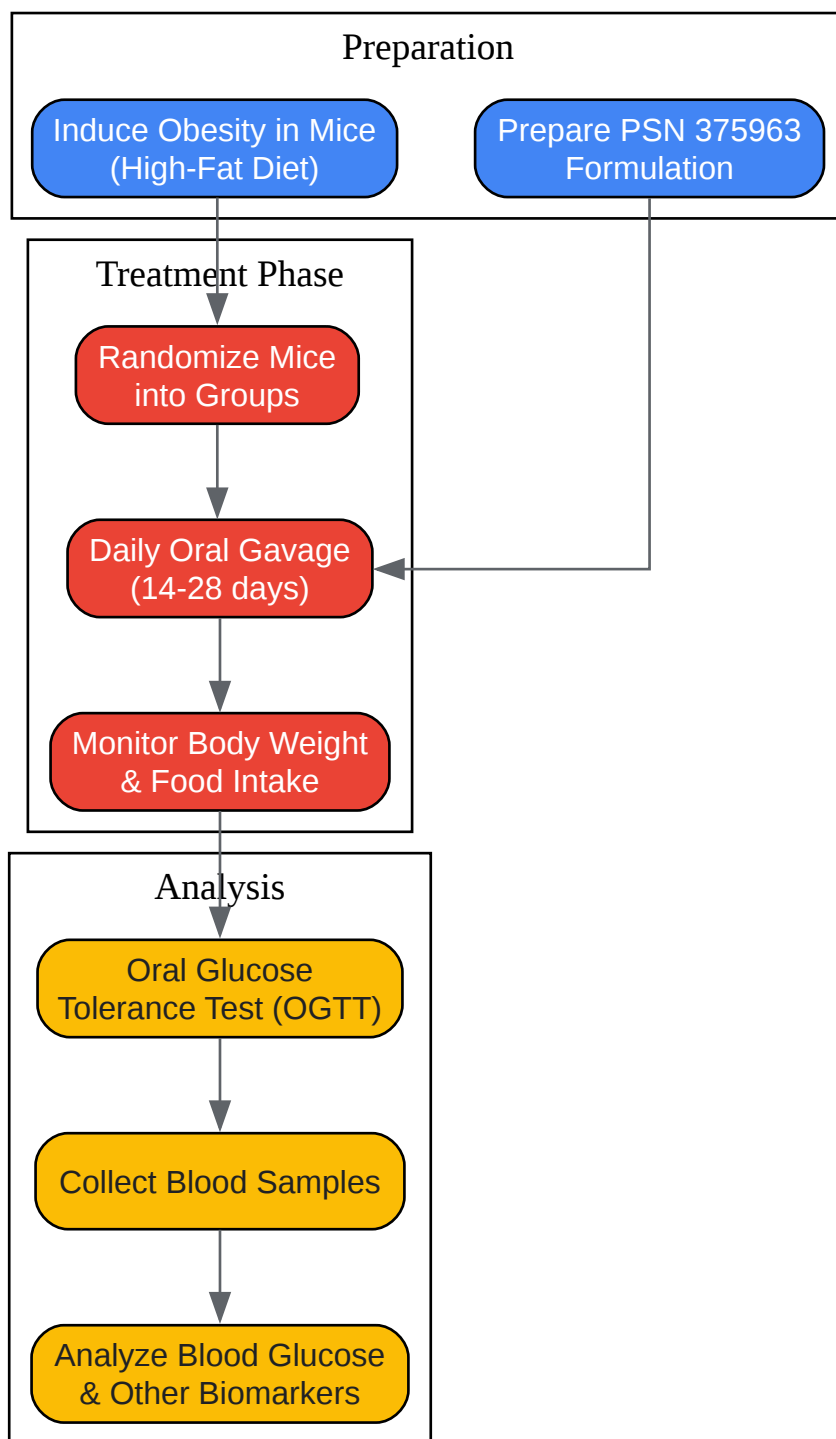 Preparation
Induce Obesity in Mice
(High-Fat Diet)
Prepare PSN 375963
Formulation
Treatment Phase
Randomize Mice
into Groups
Daily Oral Gavage
(14-28 days)
Monitor Body Weight
& Food Intake
Analysis
Oral Glucose
Tolerance Test (OGTT)
Collect Blood Samples
Analyze Blood Glucose
& Other Biomarkers